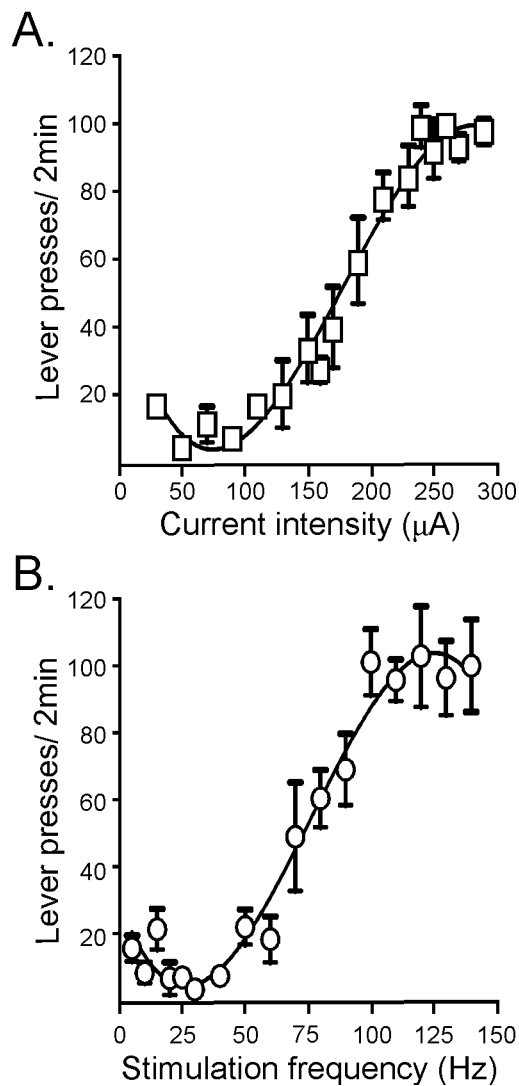 A.
120
100
80
60
40
20
Lever presses/ 2min
0 50 100 150 200 250 300
Current intensity (μA)
B.
120
100
80
60
40
20
Lever presses/ 2min
0 25 50 75 100 125 150
Stimulation frequency (Hz)